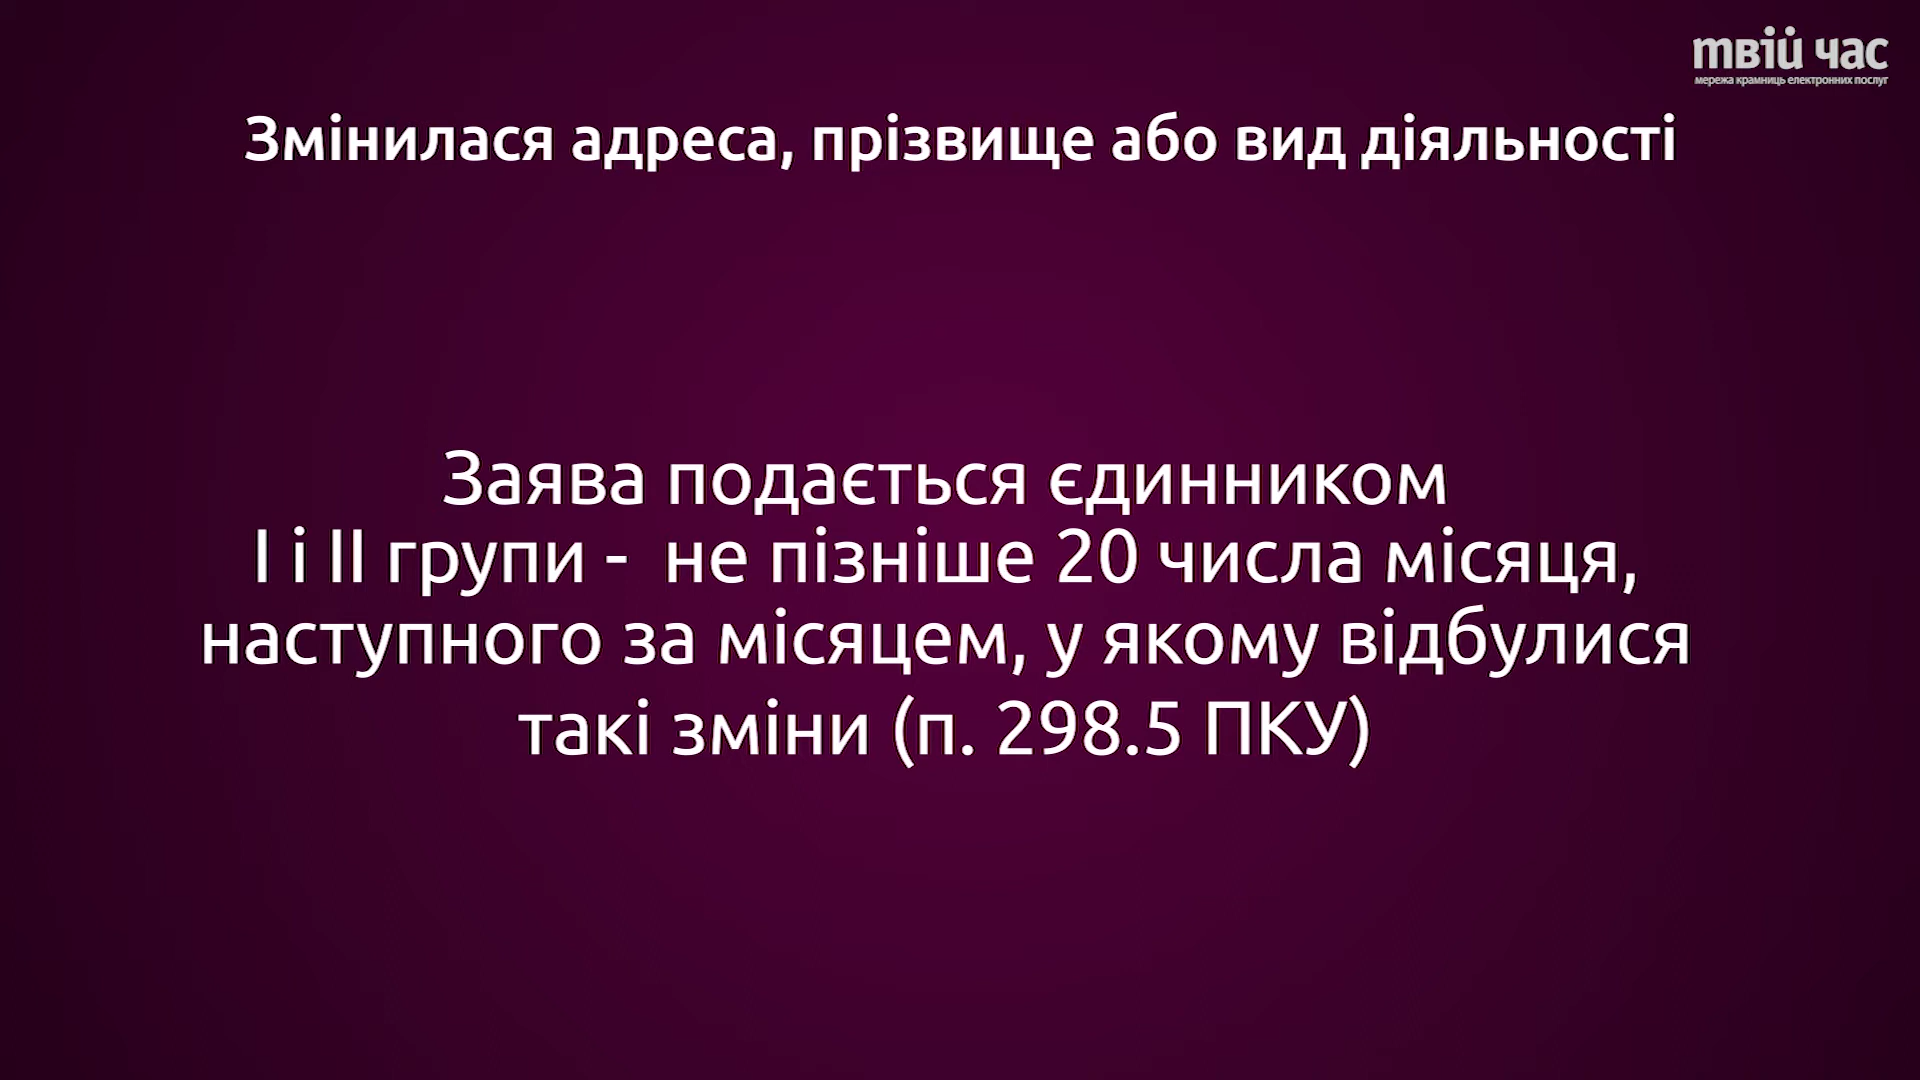 твій час
мережа крамниць електронних послуг
Змінилася адреса, прізвище або вид діяльності
Заява подається єдинником
І і ІІ групи -  не пізніше 20 числа місяця,
наступного за місяцем, у якому відбулися
такі зміни (п. 298.5 ПКУ)